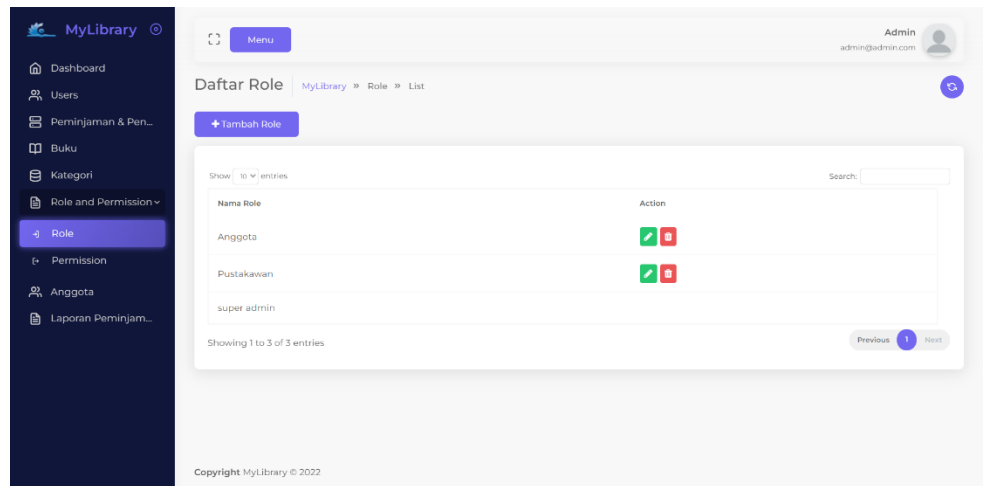 MyLibrary
Dashboard
Users
Peminjaman & Pen...
Buku
Kategori
Role and Permission
Role
Permission
Anggota
Laporan Peminjam...
Menu
Admin
admin@admin.com
Daftar Role
MyLibrary » Role » List
+Tambah Role
Show 10 entries
Search:
Nama Role Action
Anggota
Pustakawan
super admin
Showing 1 to 3 of 3 entries
Previous 1 Next
Copyright MyLibrary © 2022